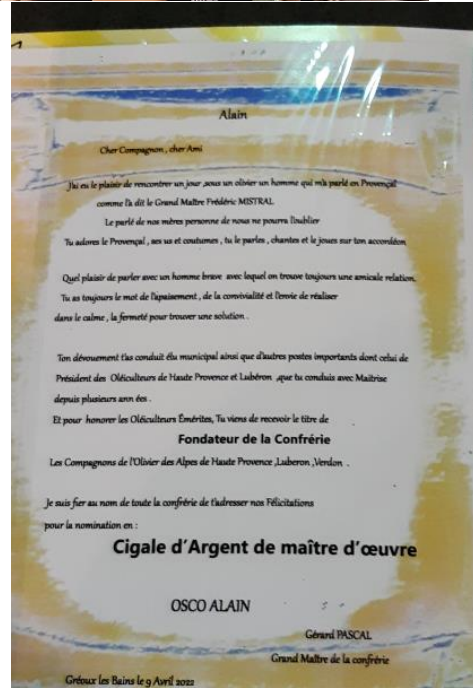 Alain
Cher Compagnon , cher Ami
J'ai eu le plaisir de rencontrer un jour ,sous un olivier un homme qui m'a parlé en Provençal
comme l'a dit le Grand Maître Frédéric MISTRAL
Le parlé de nos mères personne de nous ne pourra l'oublier
Tu adores le Provençal , ses us et coutumes , tu le parles , chantes et le joues sur ton accordéon
Quel plaisir de parler avec un homme brave avec lequel on trouve toujours une amicale relation.
Tu as toujours le mot de l'apaisement , de la convivialité et l'envie de réaliser
dans le calme , la fermeté pour trouver une solution .
Ton dévouement t'as conduit élu municipal ainsi que d'autres postes importants dont celui de
Président des Oléiculteurs de Haute Provence et Lubéron ,que tu conduis avec Maitrise
depuis plusieurs ann ées .
Et pour honorer les Oléiculteurs Émérites, Tu viens de recevoir le titre de
Fondateur de la Confrérie
Les Compagnons de l'Olivier des Alpes de Haute Provence ,Luberon ,Verdon .
Je suis fier au nom de toute la confrérie de t'adresser nos Félicitations
pour la nomination en :
Cigale d'Argent de maître d'œuvre
OSCO ALAIN
Gérard PASCAL
Grand Maître de la confrérie
Gréoux les Bains le 9 Avril 2022